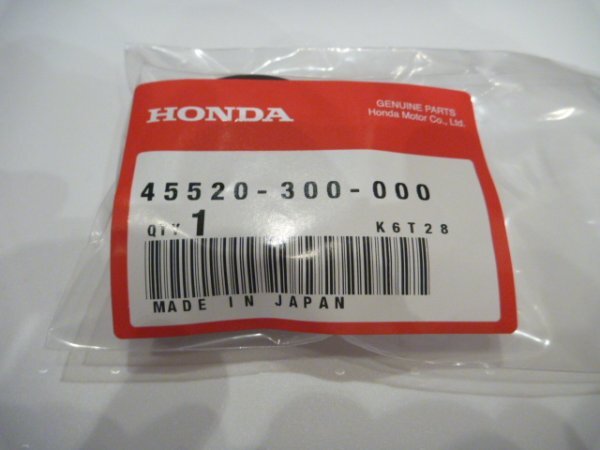 HONDA
GENUINE PARTS
Honda Motor Co., Ltd.
45520-300-000
QTY 1
K6T28
MADE IN JAPAN